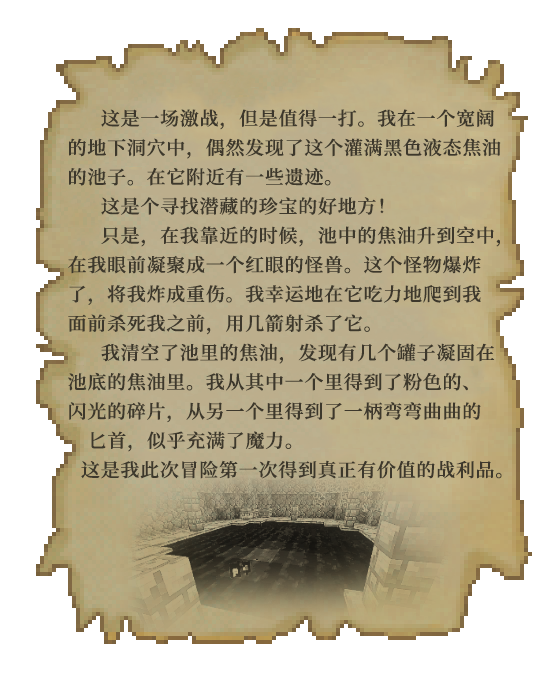 这是一场激战，但是值得一打。我在一个宽阔
的地下洞穴中，偶然发现了这个灌满黑色液态焦油
的池子。在它附近有一些遗迹。
这是个寻找潜藏的珍宝的好地方！
只是，在我靠近的时候，池中的焦油升到空中，
在我眼前凝聚成一个红眼的怪兽。这个怪物爆炸
了，将我炸成重伤。我幸运地在它吃力地爬到我
面前杀死我之前，用几箭射杀了它。
我清空了池里的焦油，发现有几个罐子凝固在
池底的焦油里。我从其中一个里得到了粉色的、
闪光的碎片，从另一个里得到了一柄弯弯曲曲的
匕首，似乎充满了魔力。
这是我此次冒险第一次得到真正有价值的战利品。